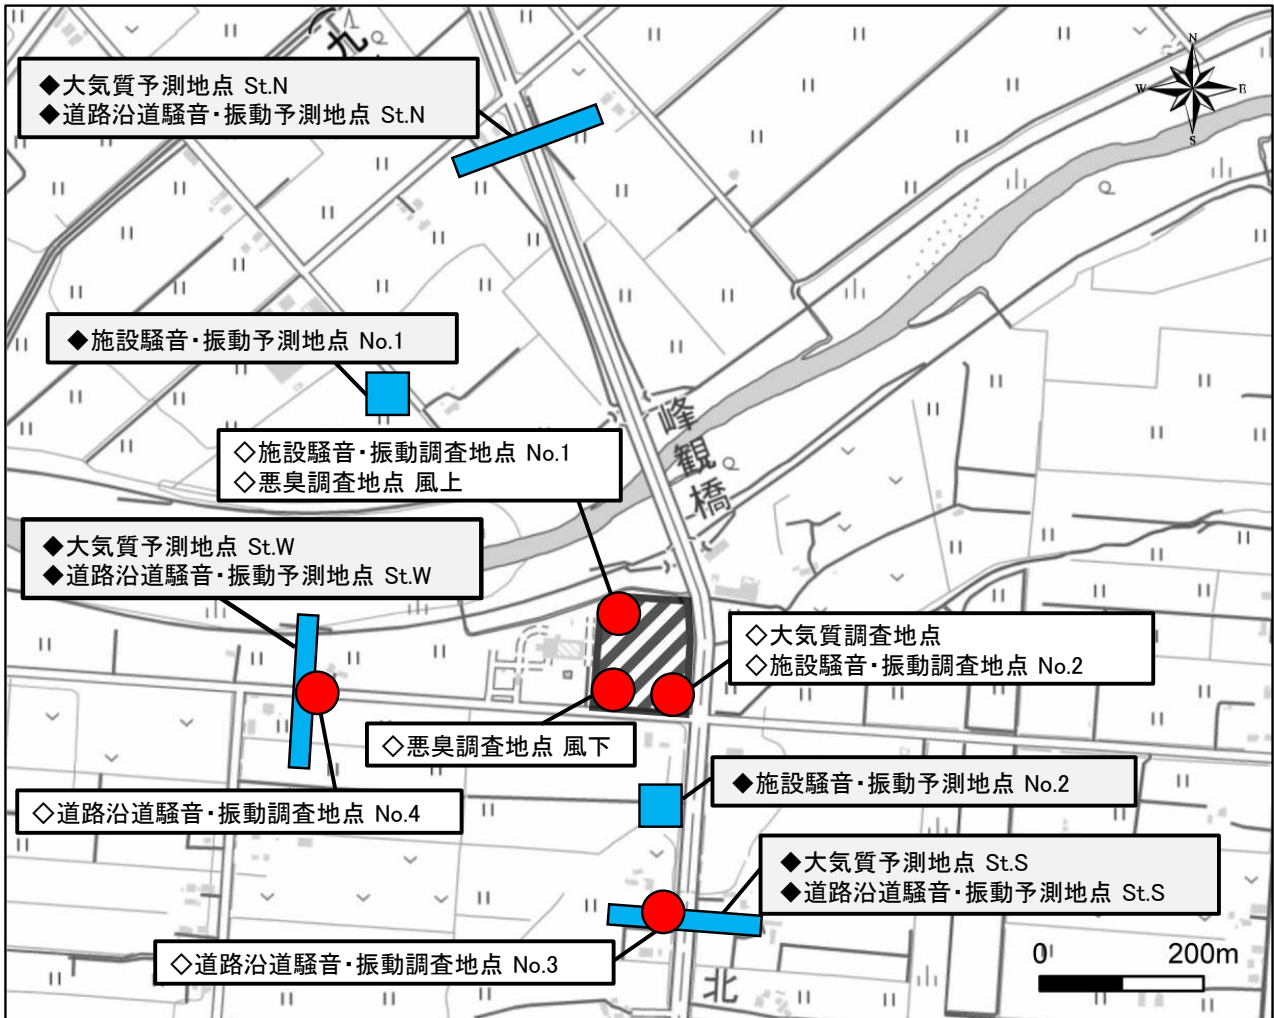 九
N
W
E
S
◆大気質予測地点 St.N
◆道路沿道騒音・振動予測地点 St.N
◆施設騒音・振動予測地点 No.1
峰観橋
◇施設騒音・振動調査地点 No.1
◇悪臭調査地点 風上
◆大気質予測地点 St.W
◆道路沿道騒音・振動予測地点 St.W
◇大気質調査地点
◇施設騒音・振動調査地点 No.2
◇悪臭調査地点 風下
◆施設騒音・振動予測地点 No.2
◇道路沿道騒音・振動調査地点 No.4
◆大気質予測地点 St.S
◆道路沿道騒音・振動予測地点 St.S
◇道路沿道騒音・振動調査地点 No.3
北
0 200m